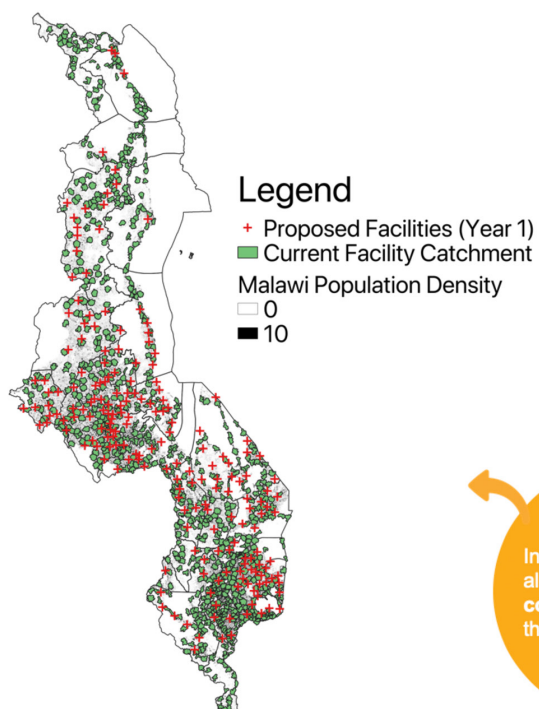 Legend
Proposed Facilities (Year 1)
Current Facility Catchment
Malawi Population Density
0
10
In
al
co
th